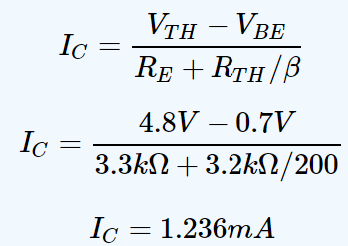 I_C = (V_TH − V_BE) / (R_E + R_TH/β)
I_C = (4.8V − 0.7V) / (3.3kΩ + 3.2kΩ/200)
I_C = 1.236mA